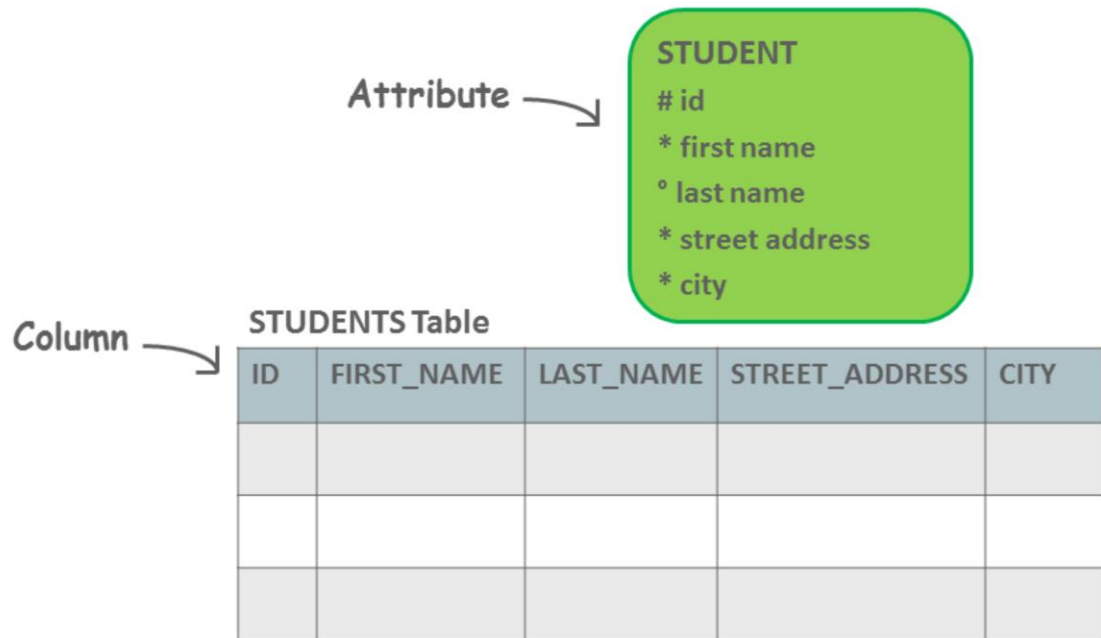 STUDENT
Attribute
# id
* first name
° last name
* street address
* city
STUDENTS Table
Column
ID FIRST_NAME LAST_NAME STREET_ADDRESS CITY